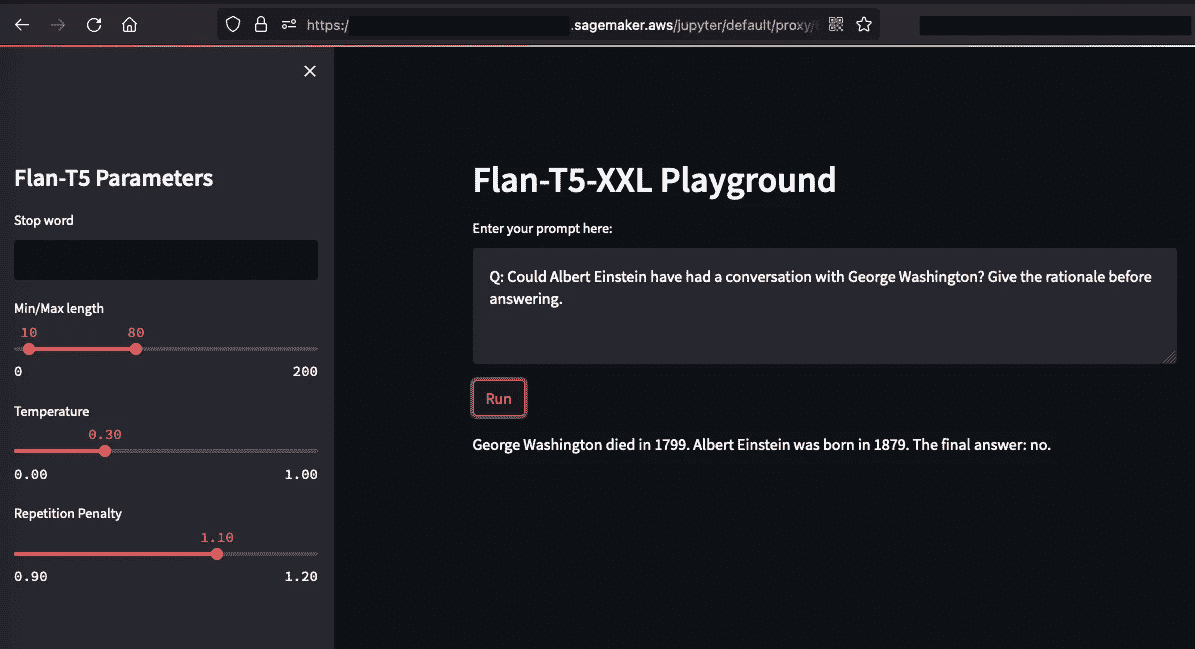 https:/ .sagemaker.aws/jupyter/default/proxy/
Flan-T5 Parameters
Stop word
Min/Max length
10 80
0 200
Temperature
0.30
0.00 1.00
Repetition Penalty
1.10
0.90 1.20
Flan-T5-XXL Playground
Enter your prompt here:
Q: Could Albert Einstein have had a conversation with George Washington? Give the rationale before
answering.
Run
George Washington died in 1799. Albert Einstein was born in 1879. The final answer: no.